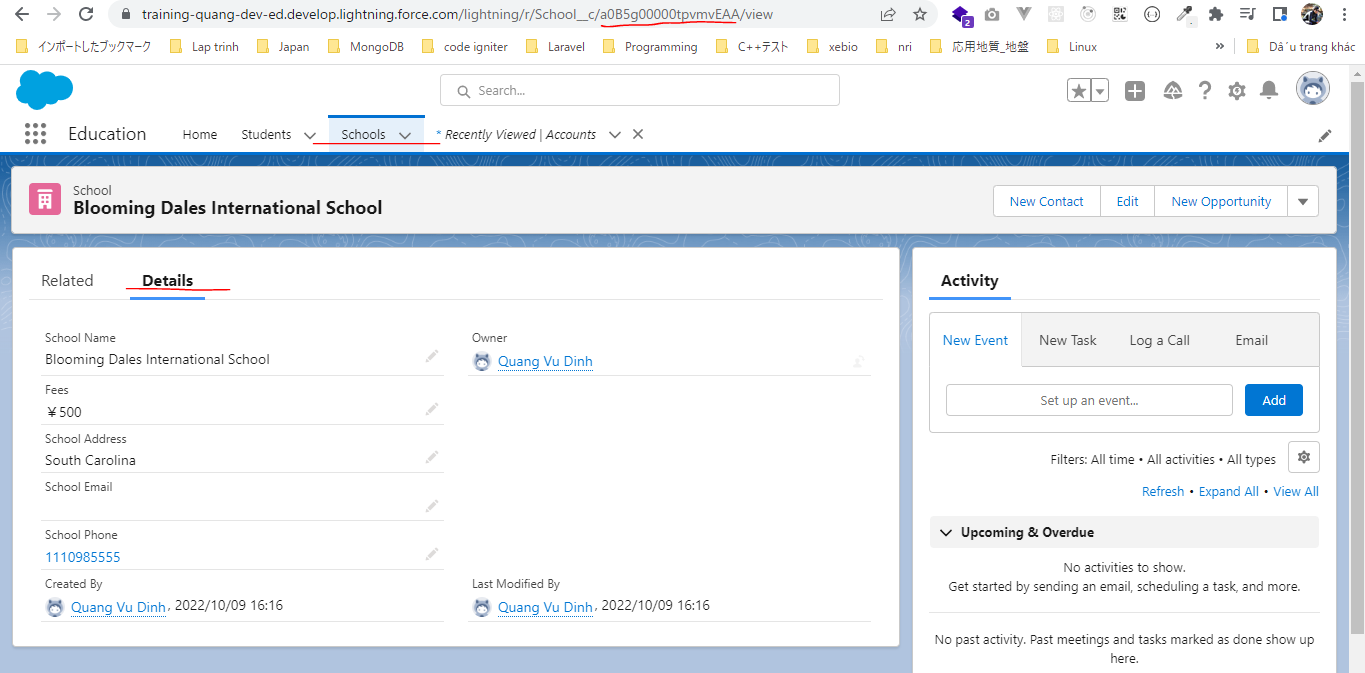 training-quang-dev-ed.develop.lightning.force.com/lightning/r/School__c/a0B5g00000tpvmvEAA/view
2
インポートしたブックマーク Lap trinh Japan MongoDB code igniter Laravel Programming C++テスト xebio nri 応用地質_地盤 Linux » Dấu trang khác
Search...
Education Home Students Schools * Recently Viewed | Accounts
School
Blooming Dales International School
New Contact Edit New Opportunity
Related Details
School Name
Blooming Dales International School
Owner
Quang Vu Dinh
Fees
￥500
School Address
South Carolina
School Email
School Phone
1110985555
Created By
Quang Vu Dinh, 2022/10/09 16:16
Last Modified By
Quang Vu Dinh, 2022/10/09 16:16
Activity
New Event New Task Log a Call Email
Set up an event... Add
Filters: All time • All activities • All types
Refresh • Expand All • View All
Upcoming & Overdue
No activities to show.
Get started by sending an email, scheduling a task, and more.
No past activity. Past meetings and tasks marked as done show up
here.